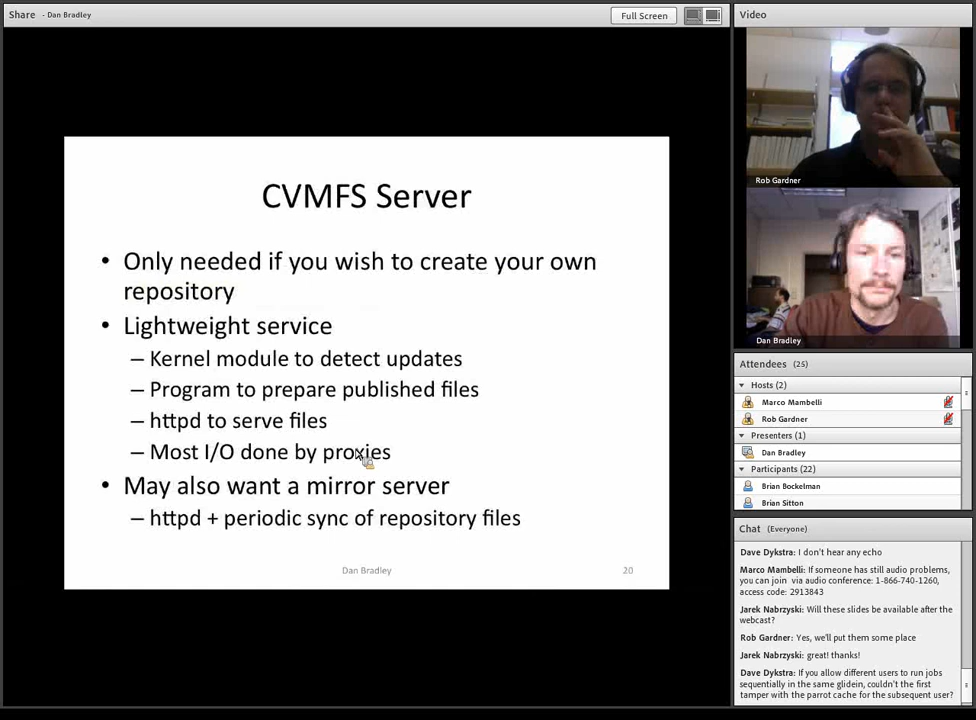 Share - Dan Bradley
Full Screen
CVMFS Server
• Only needed if you wish to create your own
repository
• Lightweight service
– Kernel module to detect updates
– Program to prepare published files
– httpd to serve files
– Most I/O done by proxies
• May also want a mirror server
– httpd + periodic sync of repository files
Dan Bradley
20
Video
Rob Gardner
Dan Bradley
Attendees (25)
Hosts (2)
Marco Mambelli
Rob Gardner
Presenters (1)
Dan Bradley
Participants (22)
Brian Bockelman
Brian Sitton
Chat (Everyone)
Dave Dykstra: I don't hear any echo
Marco Mambelli: If someone has still audio problems,
you can join via audio conference: 1-866-740-1260,
access code: 2913843
Jarek Nabrzyski: Will these slides be available after the
webcast?
Rob Gardner: Yes, we'll put them some place
Jarek Nabrzyski: great! thanks!
Dave Dykstra: If you allow different users to run jobs
sequentially in the same glidein, couldn't the first
tamper with the parrot cache for the subsequent user?